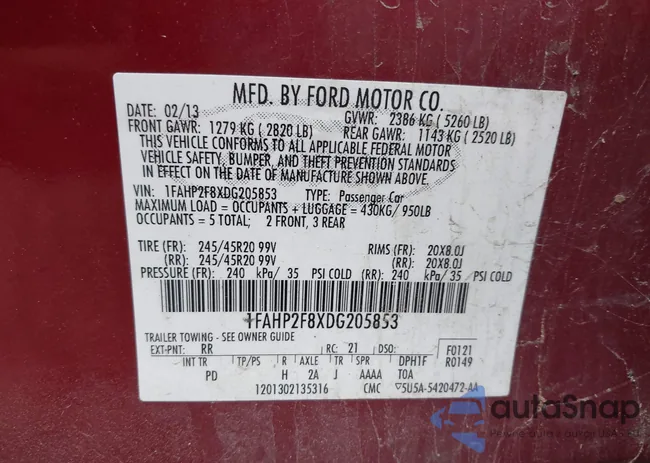 MFD. BY FORD MOTOR CO.
DATE: 02/13 GVWR: 2386 KG ( 5260 LB)
FRONT GAWR: 1279 KG ( 2820 LB) REAR GAWR: 1143 KG ( 2520 LB)
THIS VEHICLE CONFORMS TO ALL APPLICABLE FEDERAL MOTOR
VEHICLE SAFETY, BUMPER, AND THEFT PREVENTION STANDARDS
IN EFFECT ON THE DATE OF MANUFACTURE SHOWN ABOVE.
VIN: 1FAHP2F8XDG205853 TYPE: Passenger Car
MAXIMUM LOAD = OCCUPANTS + LUGGAGE = 430KG/ 950LB
OCCUPANTS = 5 TOTAL; 2 FRONT, 3 REAR
TIRE (FR): 245/45R20 99V RIMS (FR): 20X8.0J
(RR): 245/45R20 99V (RR): 20X8.0J
PRESSURE (FR): 240 kPa/ 35 PSI COLD (RR): 240 kPa/ 35 PSI COLD
1FAHP2F8XDG205853
TRAILER TOWING - SEE OWNER GUIDE
EXT-PNT: RR RC: 21 DSO: F0121
INT TR TP/PS R AXLE TR SPR DPH1F R0149
PD H 2A J AAAA TOA
1201302135316 CMC 5U5A-5420472-AA
autoSnap